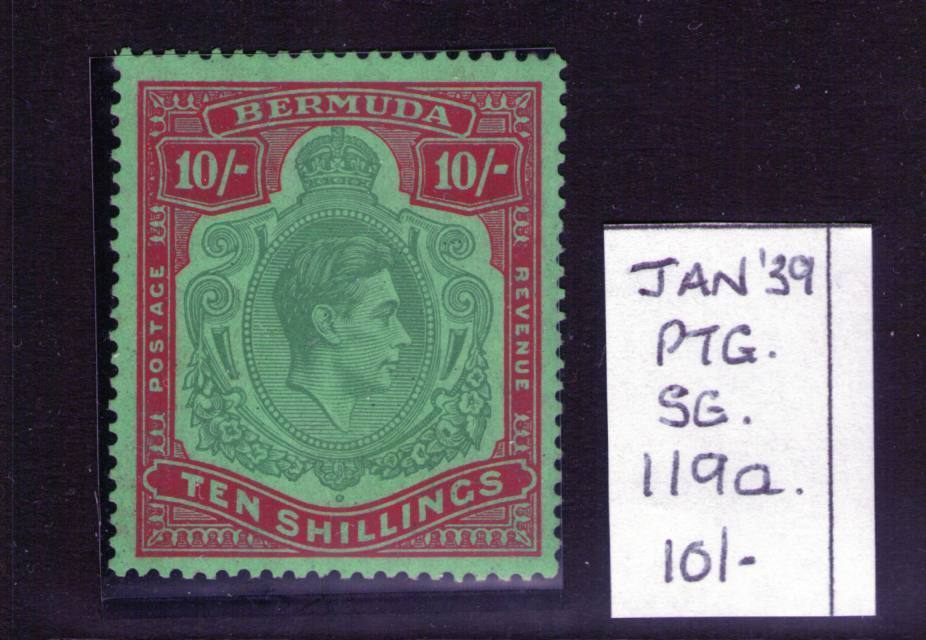 BERMUDA
10/- 10/-
POSTAGE
REVENUE
TEN SHILLINGS
JAN '39
PTG.
SG.
119a.
10/-